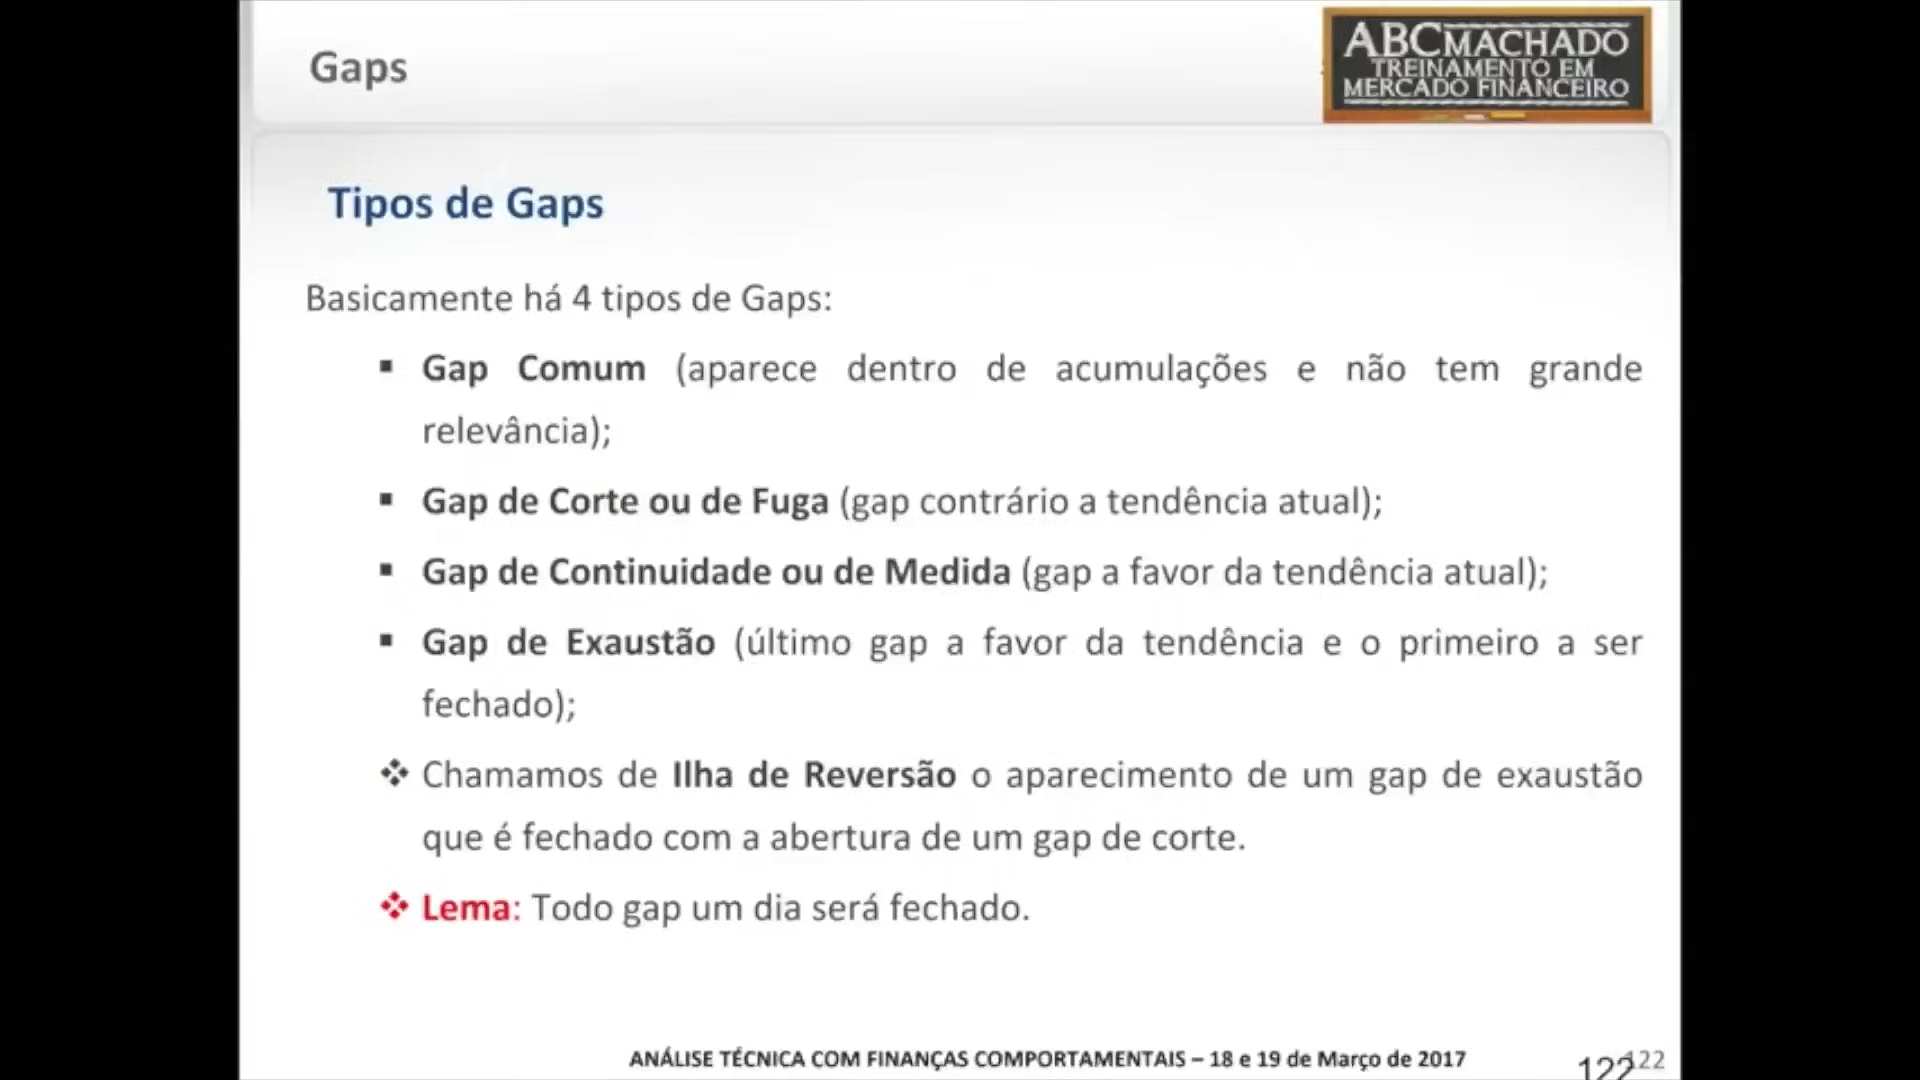 Gaps
ABCMACHADO
TREINAMENTO EM
MERCADO FINANCEIRO
Tipos de Gaps
Basicamente há 4 tipos de Gaps:
▪ Gap Comum (aparece dentro de acumulações e não tem grande
relevância);
▪ Gap de Corte ou de Fuga (gap contrário a tendência atual);
▪ Gap de Continuidade ou de Medida (gap a favor da tendência atual);
▪ Gap de Exaustão (último gap a favor da tendência e o primeiro a ser
fechado);
❖ Chamamos de Ilha de Reversão o aparecimento de um gap de exaustão
que é fechado com a abertura de um gap de corte.
❖ Lema: Todo gap um dia será fechado.
ANÁLISE TÉCNICA COM FINANÇAS COMPORTAMENTAIS – 18 e 19 de Março de 2017
122
122